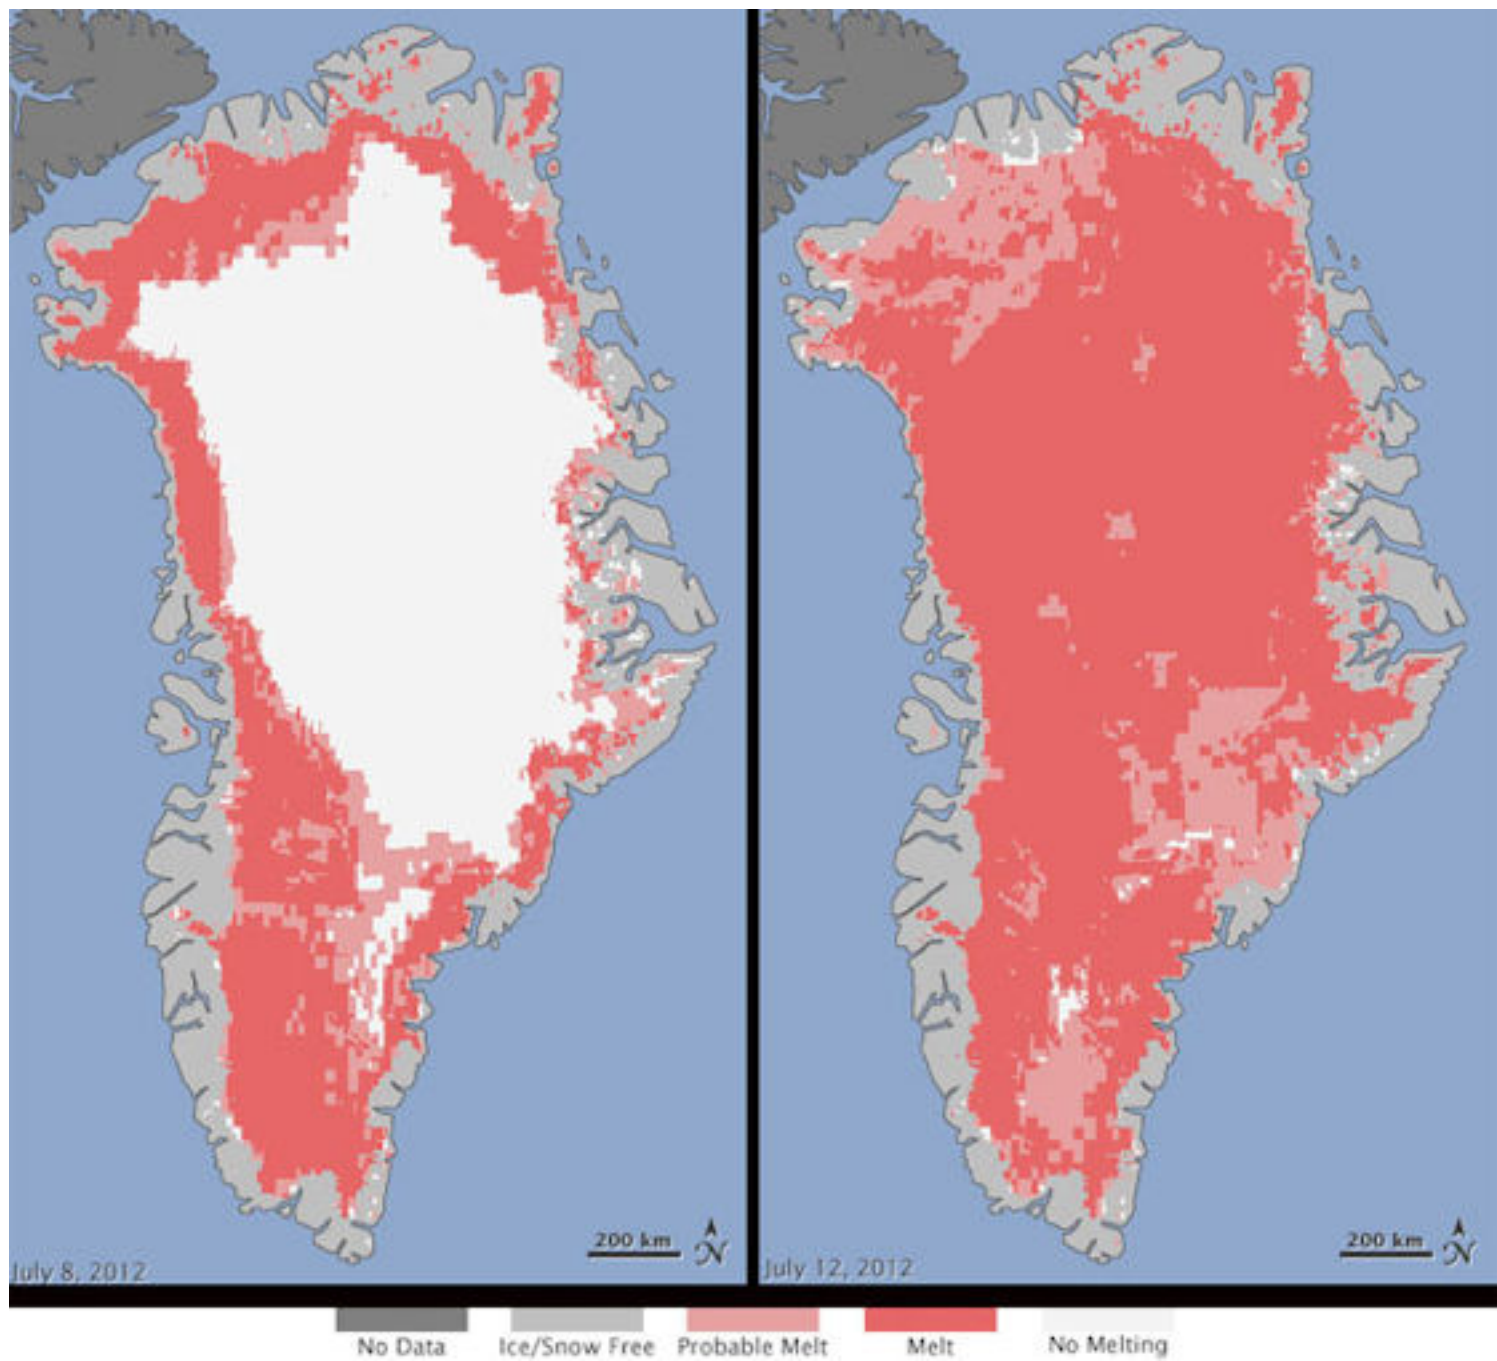 200 km
N
July 8, 2012
200 km
N
July 12, 2012
No Data
Ice/Snow Free
Probable Melt
Melt
No Melting